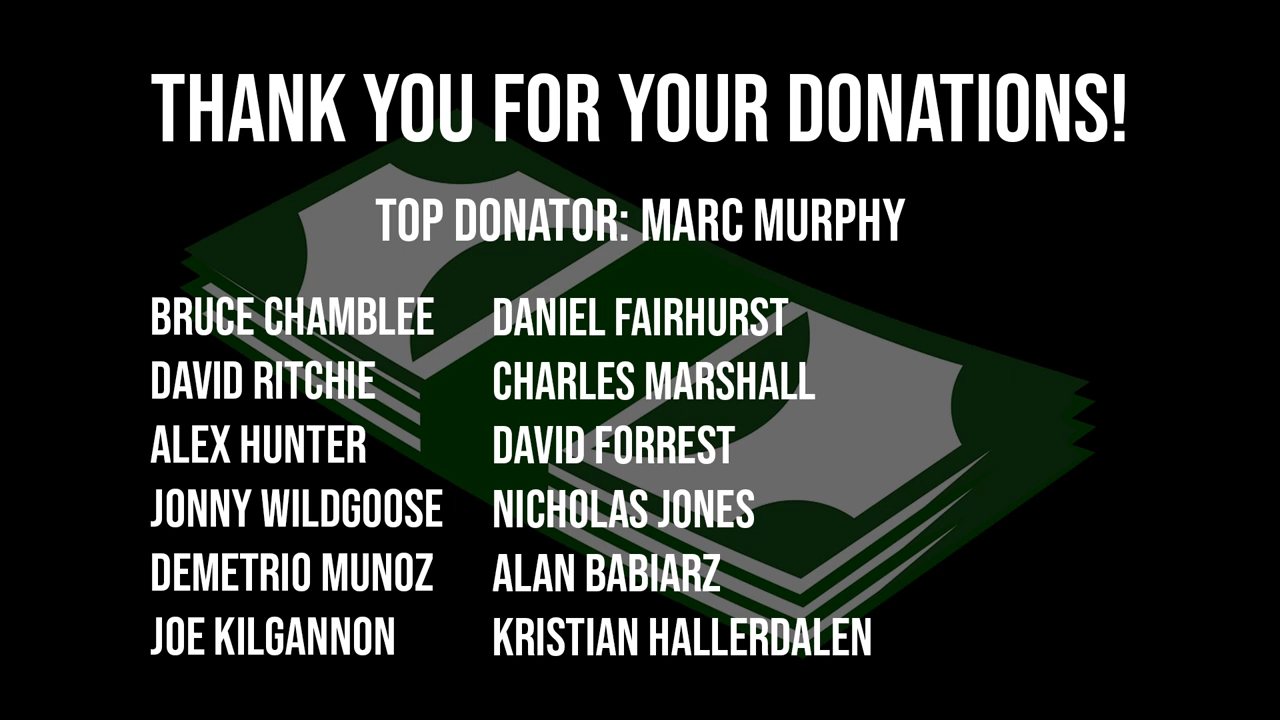 THANK YOU FOR YOUR DONATIONS!
TOP DONATOR: MARC MURPHY
BRUCE CHAMBLEE
DAVID RITCHIE
ALEX HUNTER
JONNY WILDGOOSE
DEMETRIO MUNOZ
JOE KILGANNON
DANIEL FAIRHURST
CHARLES MARSHALL
DAVID FORREST
NICHOLAS JONES
ALAN BABIARZ
KRISTIAN HALLERDALEN